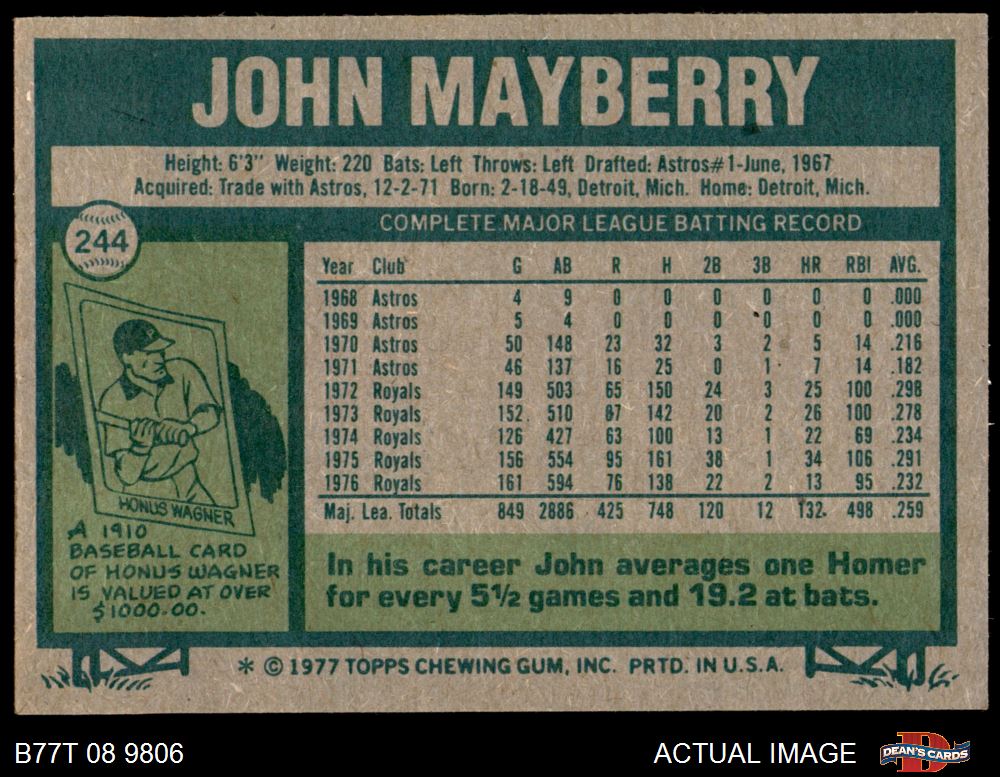 JOHN MAYBERRY
Height: 6'3" Weight: 220 Bats: Left Throws: Left Drafted: Astros#1-June, 1967
Acquired: Trade with Astros, 12-2-71 Born: 2-18-49, Detroit, Mich. Home: Detroit, Mich.
244
COMPLETE MAJOR LEAGUE BATTING RECORD
Year Club G AB R H 2B 3B HR RBI AVG.
1968 Astros 4 9 0 0 0 0 0 0 .000
1969 Astros 5 4 0 0 0 0 0 0 .000
1970 Astros 50 148 23 32 3 2 5 14 .216
1971 Astros 46 137 16 25 0 1 7 14 .182
1972 Royals 149 503 65 150 24 3 25 100 .298
1973 Royals 152 510 87 142 20 2 26 100 .278
1974 Royals 126 427 63 100 13 1 22 69 .234
1975 Royals 156 554 95 161 38 1 34 106 .291
1976 Royals 161 594 76 138 22 2 13 95 .232
Maj. Lea. Totals 849 2886 425 748 120 12 132 498 .259
HONUS WAGNER
A 1910
BASEBALL CARD
OF HONUS WAGNER
IS VALUED AT OVER
$1000.00.
In his career John averages one Homer
for every 5½ games and 19.2 at bats.
* © 1977 TOPPS CHEWING GUM, INC. PRTD. IN U.S.A.
B77T 08 9806
ACTUAL IMAGE
DEAN'S CARDS